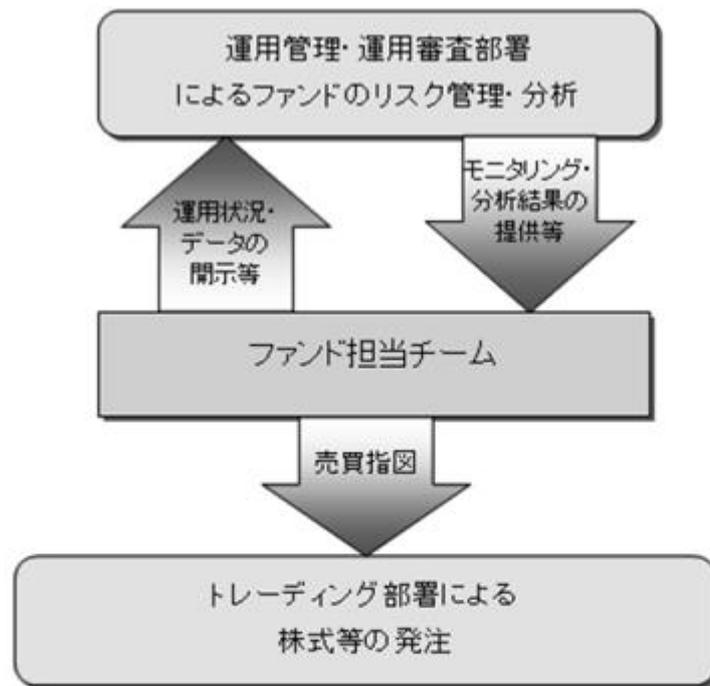 運用管理・運用審査部署
によるファンドのリスク管理・分析
運用状況・
データの
開示等
モニタリング・
分析結果の
提供等
ファンド担当チーム
売買指図
トレーディング部署による
株式等の発注